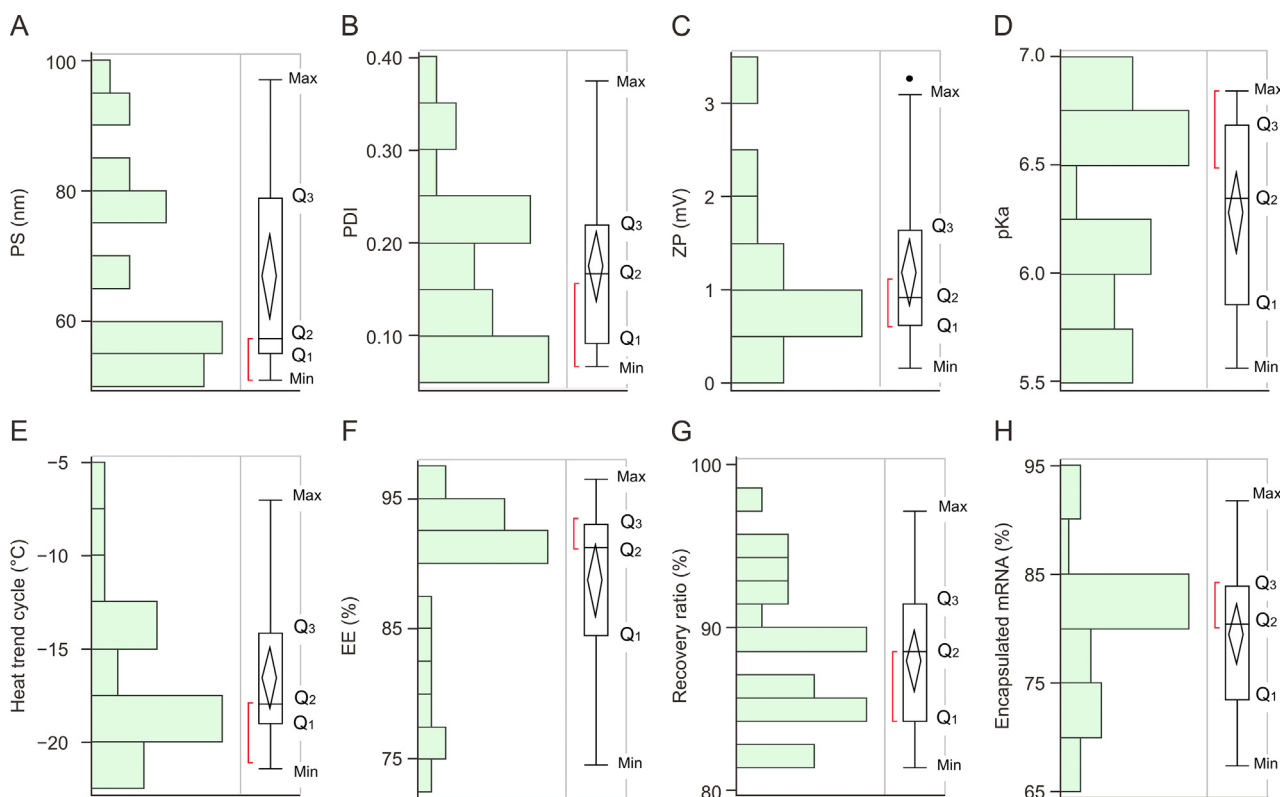 A
PS (nm)
100
80
60
Max
Q3
Q2
Q1
Min
B
PDI
0.40
0.30
0.20
0.10
Max
Q3
Q2
Q1
Min
C
ZP (mV)
3
2
1
0
Max
Q3
Q2
Q1
Min
D
pKa
7.0
6.5
6.0
5.5
Max
Q3
Q2
Q1
Min
E
Heat trend cycle (°C)
−5
−10
−15
−20
Max
Q3
Q2
Q1
Min
F
EE (%)
95
85
75
Max
Q3
Q2
Q1
Min
G
Recovery ratio (%)
100
90
80
Max
Q3
Q2
Q1
Min
H
Encapsulated mRNA (%)
95
85
75
65
Max
Q3
Q2
Q1
Min